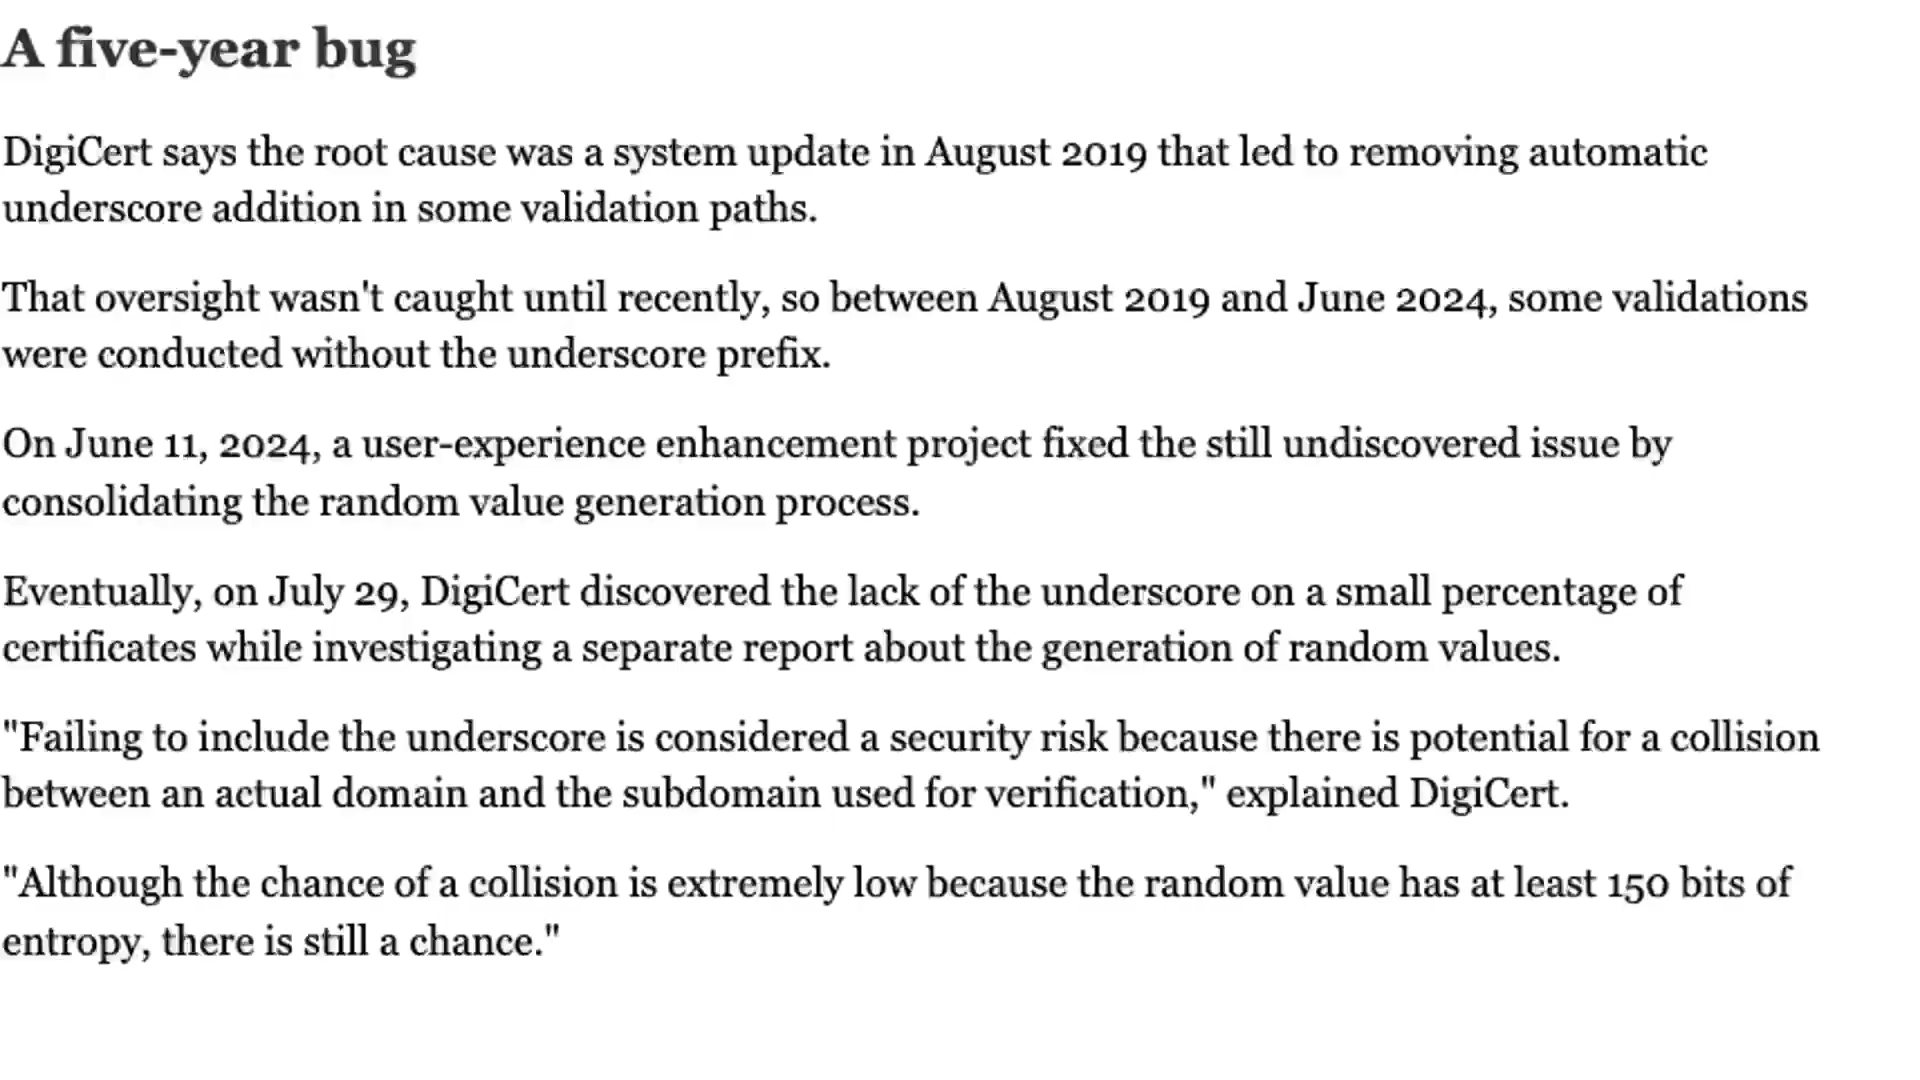 A five-year bug
DigiCert says the root cause was a system update in August 2019 that led to removing automatic
underscore addition in some validation paths.
That oversight wasn't caught until recently, so between August 2019 and June 2024, some validations
were conducted without the underscore prefix.
On June 11, 2024, a user-experience enhancement project fixed the still undiscovered issue by
consolidating the random value generation process.
Eventually, on July 29, DigiCert discovered the lack of the underscore on a small percentage of
certificates while investigating a separate report about the generation of random values.
"Failing to include the underscore is considered a security risk because there is potential for a collision
between an actual domain and the subdomain used for verification," explained DigiCert.
"Although the chance of a collision is extremely low because the random value has at least 150 bits of
entropy, there is still a chance."